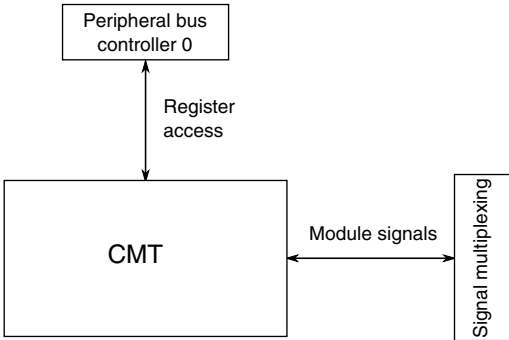 Peripheral bus
controller 0
Register
access
CMT
Module signals
Signal multiplexing